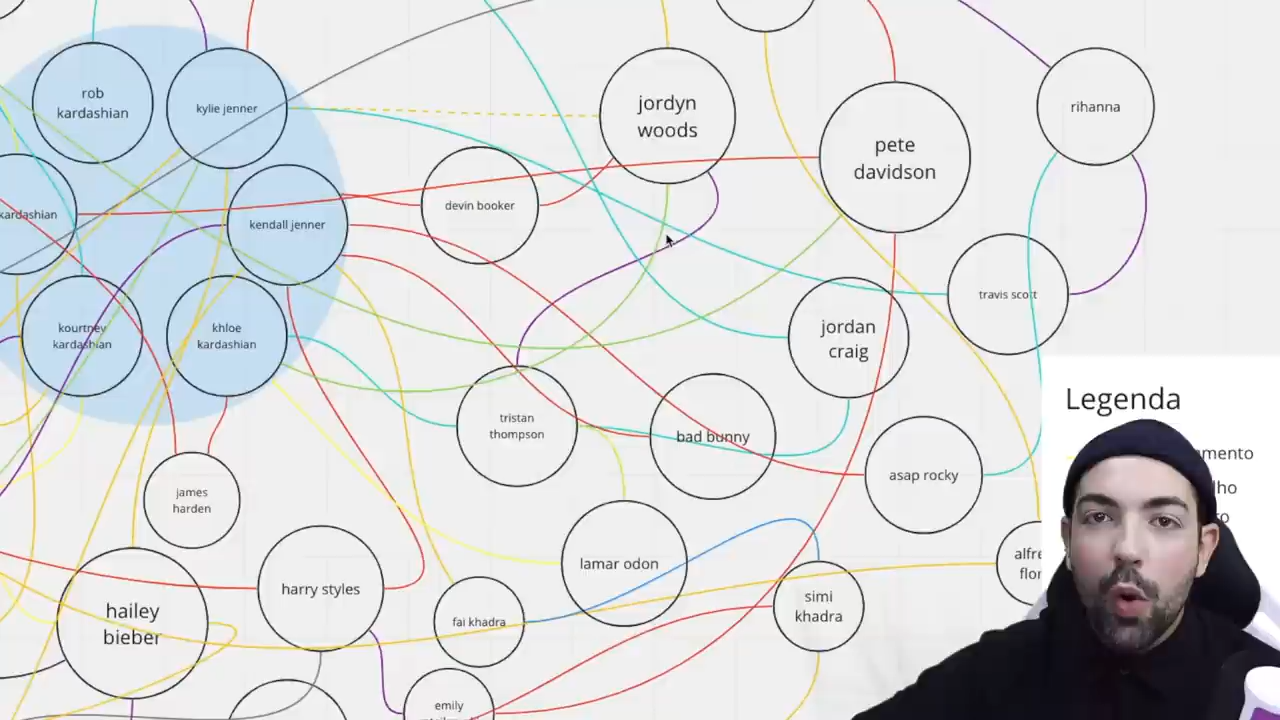 rob
kardashian
kylie jenner
jordyn
woods
rihanna
pete
davidson
kardashian
kendall jenner
devin booker
travis scott
kourtney
kardashian
khloe
kardashian
jordan
craig
tristan
thompson
bad bunny
asap rocky
Legenda
james
harden
lamar odon
harry styles
hailey
bieber
fai khadra
simi
khadra
emily